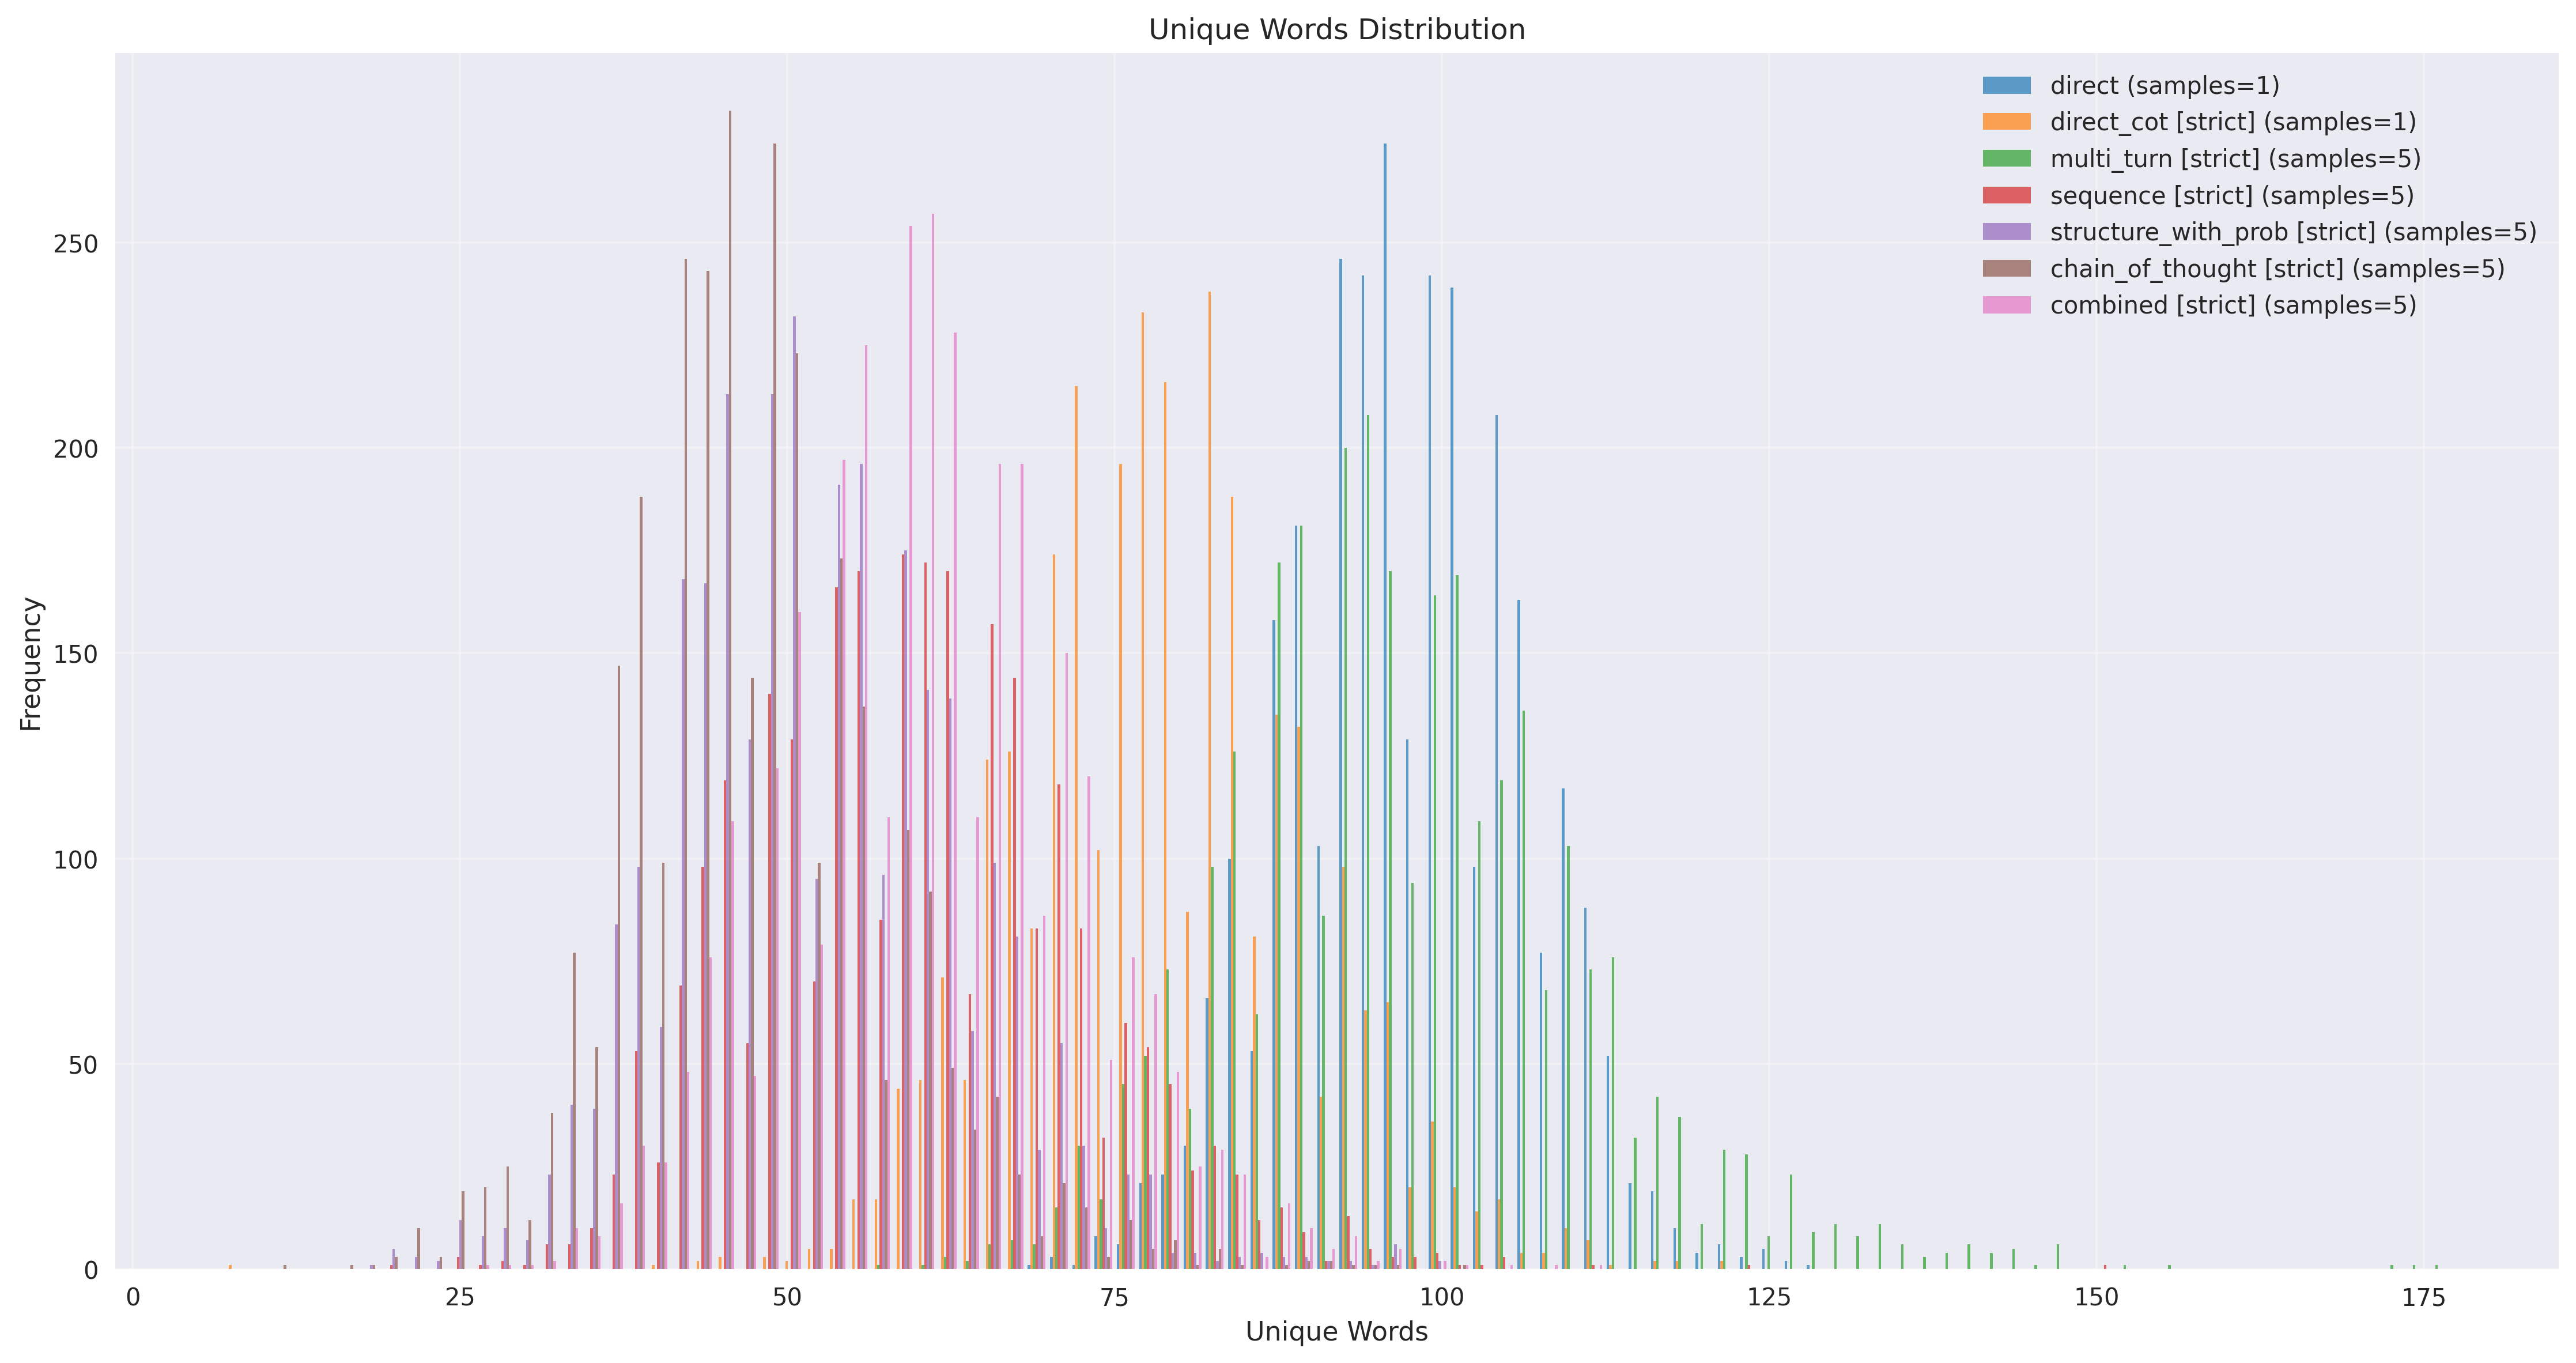 Unique Words Distribution
direct (samples=1)
direct_cot [strict] (samples=1)
multi_turn [strict] (samples=5)
sequence [strict] (samples=5)
structure_with_prob [strict] (samples=5)
chain_of_thought [strict] (samples=5)
combined [strict] (samples=5)
Frequency
250
200
150
100
50
0
0 25 50 75 100 125 150 175
Unique Words